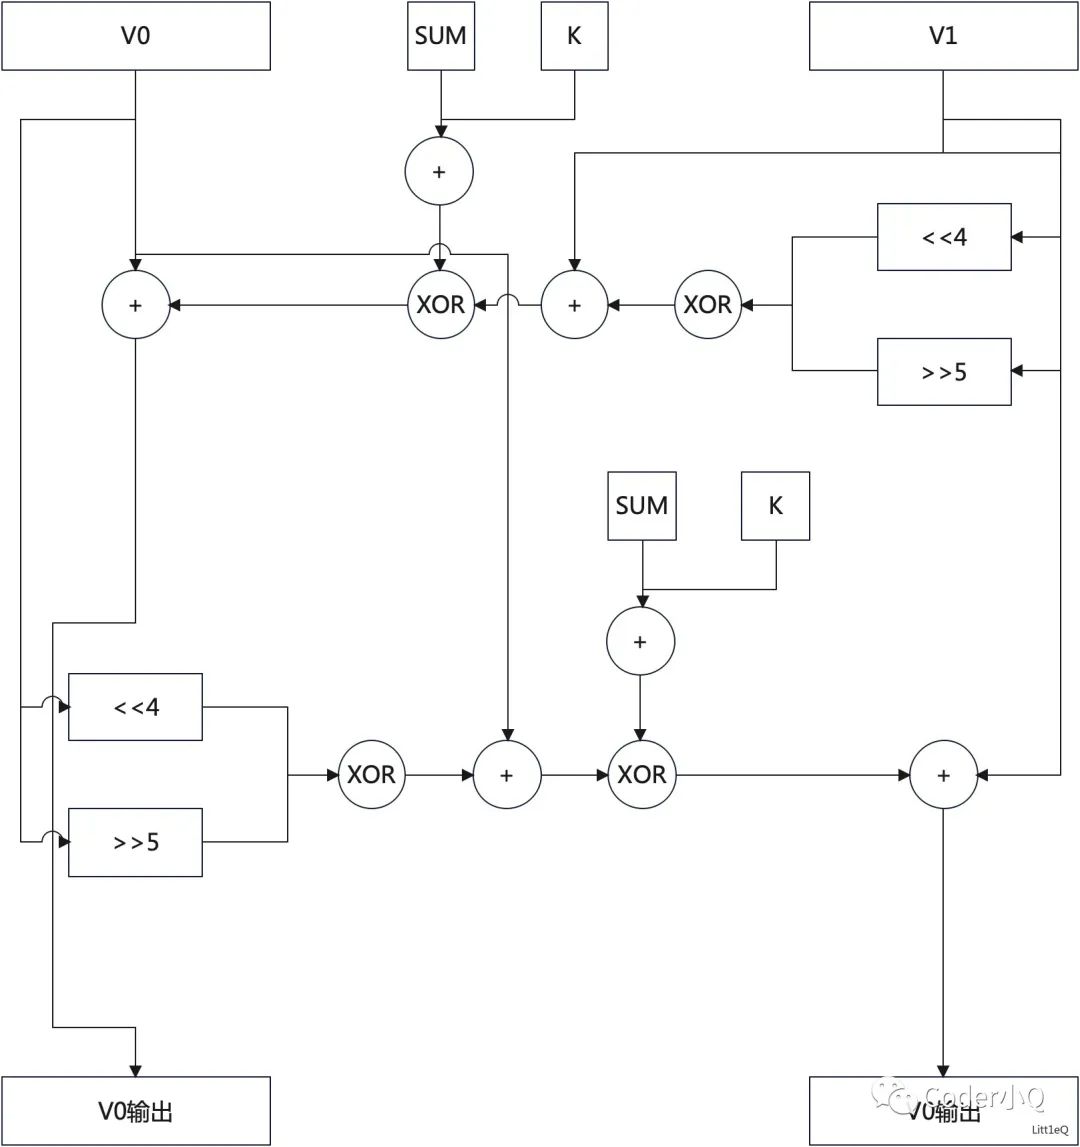 V0
SUM
K
V1
+
<<4
+
XOR
+
XOR
>>5
SUM
K
+
<<4
XOR
+
XOR
+
>>5
V0输出
V0输出
Coder小Q
Litt1eQ